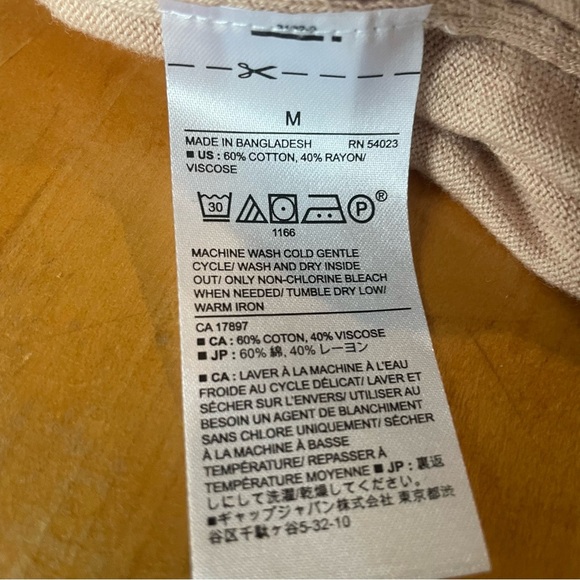 M
MADE IN BANGLADESH RN 54023
■ US : 60% COTTON, 40% RAYON/
VISCOSE
30 P ®
1166
MACHINE WASH COLD GENTLE
CYCLE/ WASH AND DRY INSIDE
OUT/ ONLY NON-CHLORINE BLEACH
WHEN NEEDED/ TUMBLE DRY LOW/
WARM IRON
CA 17897
■ CA : 60% COTON, 40% VISCOSE
■ JP : 60% 綿, 40% レーヨン
■ CA : LAVER À LA MACHINE À L'EAU
FROIDE AU CYCLE DÉLICAT/ LAVER ET
SÉCHER SUR L'ENVERS/ UTILISER AU
BESOIN UN AGENT DE BLANCHIMENT
SANS CHLORE UNIQUEMENT/ SÉCHER
À LA MACHINE À BASSE
TEMPÉRATURE/ REPASSER À
TEMPÉRATURE MOYENNE ■ JP : 裏返
しにして洗濯/乾燥してください。
■ギャップジャパン(株) 東京都渋
谷区千駄ヶ谷5-32-10